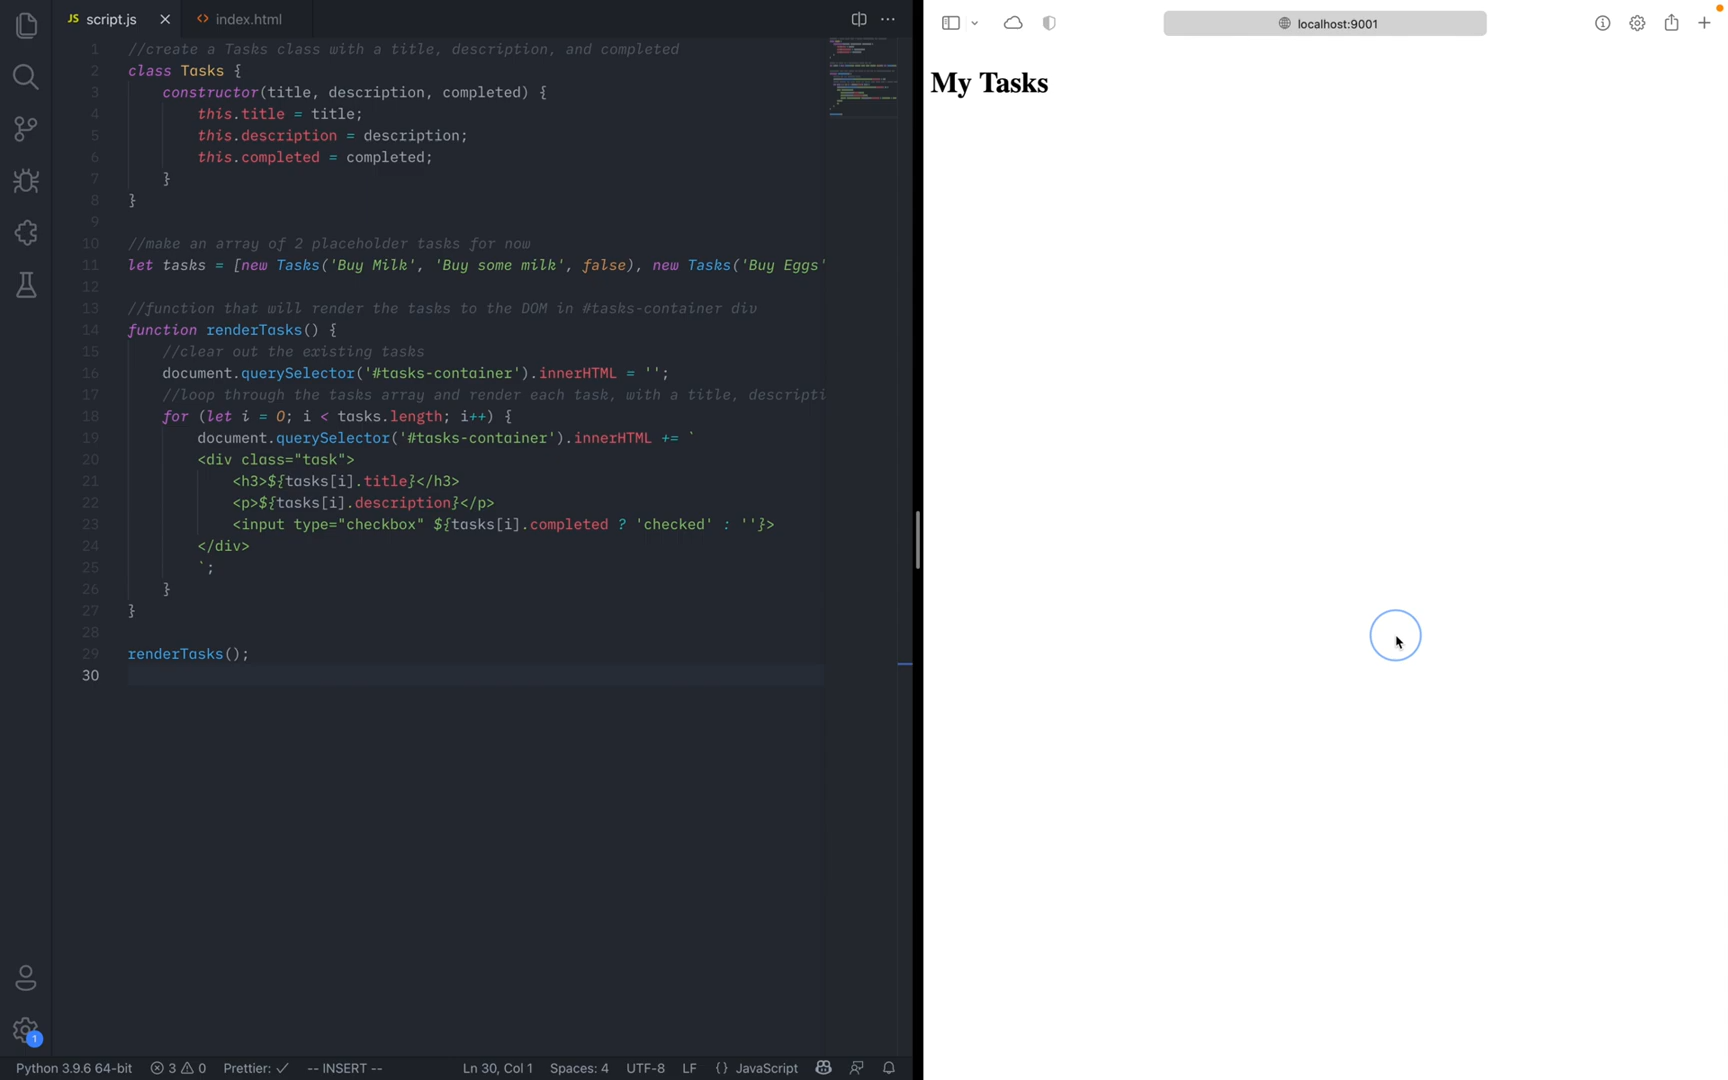 JS script.js
<> index.html
localhost:9001
1 //create a Tasks class with a title, description, and completed
2 class Tasks {
3 constructor(title, description, completed) {
4 this.title = title;
5 this.description = description;
6 this.completed = completed;
7 }
8 }
9
10 //make an array of 2 placeholder tasks for now
11 let tasks = [new Tasks('Buy Milk', 'Buy some milk', false), new Tasks('Buy Eggs'
12
13 //function that will render the tasks to the DOM in #tasks-container div
14 function renderTasks() {
15 //clear out the existing tasks
16 document.querySelector('#tasks-container').innerHTML = '';
17 //loop through the tasks array and render each task, with a title, descripti
18 for (let i = 0; i < tasks.length; i++) {
19 document.querySelector('#tasks-container').innerHTML += `
20 <div class="task">
21 <h3>${tasks[i].title}</h3>
22 <p>${tasks[i].description}</p>
23 <input type="checkbox" ${tasks[i].completed ? 'checked' : ''}>
24 </div>
25 `;
26 }
27 }
28
29 renderTasks();
30
My Tasks
1
Python 3.9.6 64-bit 3 0 Prettier: ✓ -- INSERT -- Ln 30, Col 1 Spaces: 4 UTF-8 LF {} JavaScript